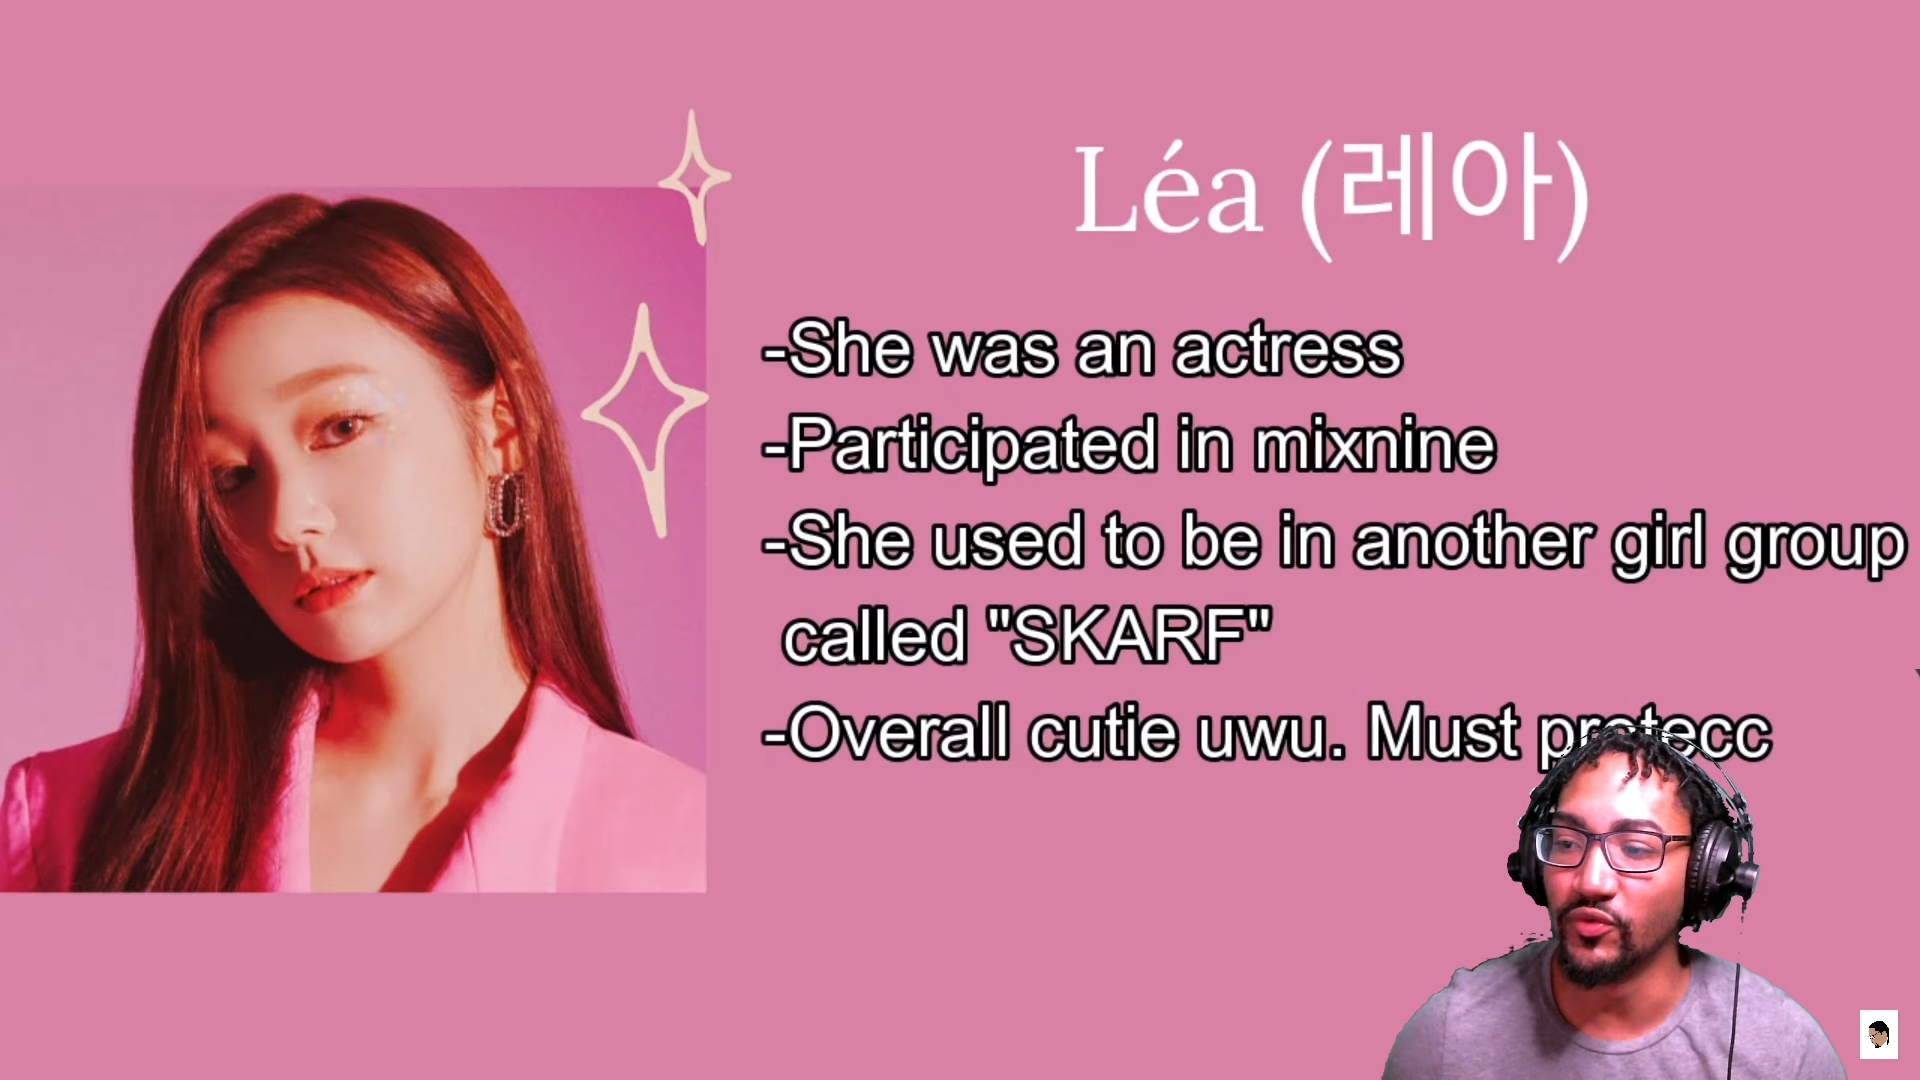 Léa (레아)
-She was an actress
-Participated in mixnine
-She used to be in another girl group
called "SKARF"
-Overall cutie uwu. Must protecc